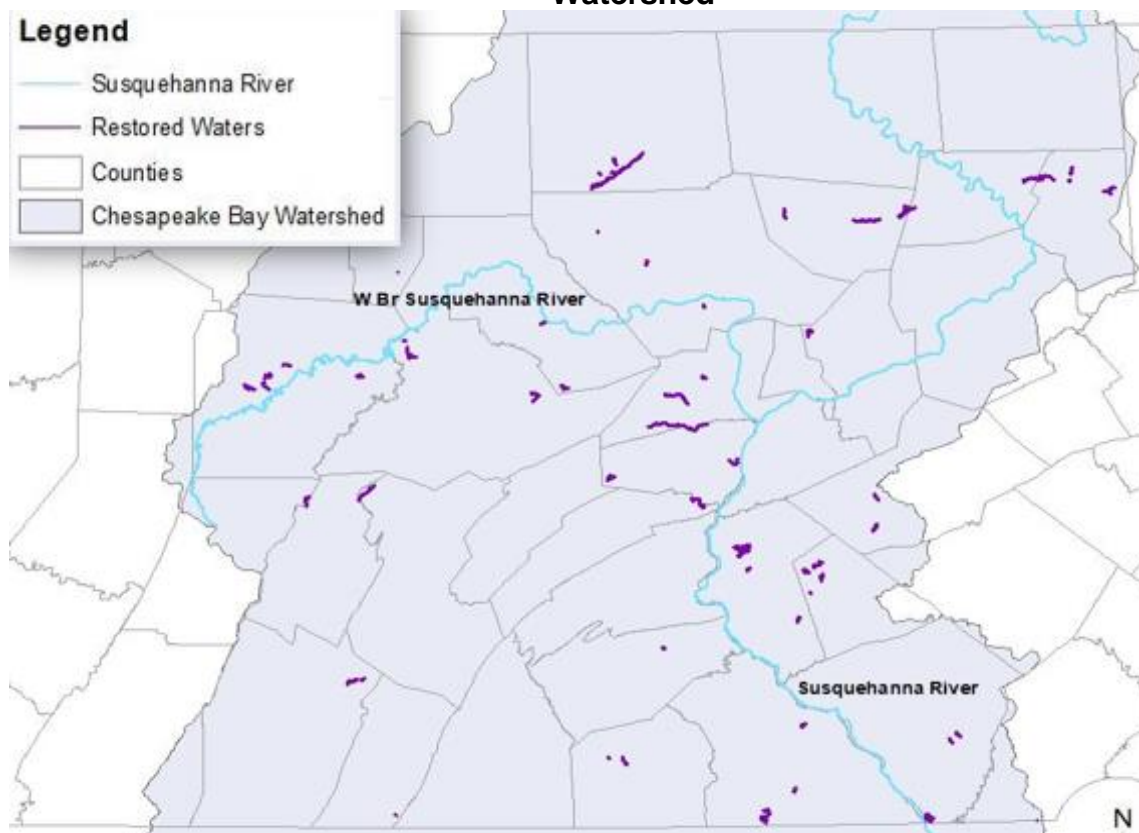 Watershed
Legend
Susquehanna River
Restored Waters
Counties
Chesapeake Bay Watershed
W Br Susquehanna River
Susquehanna River
N